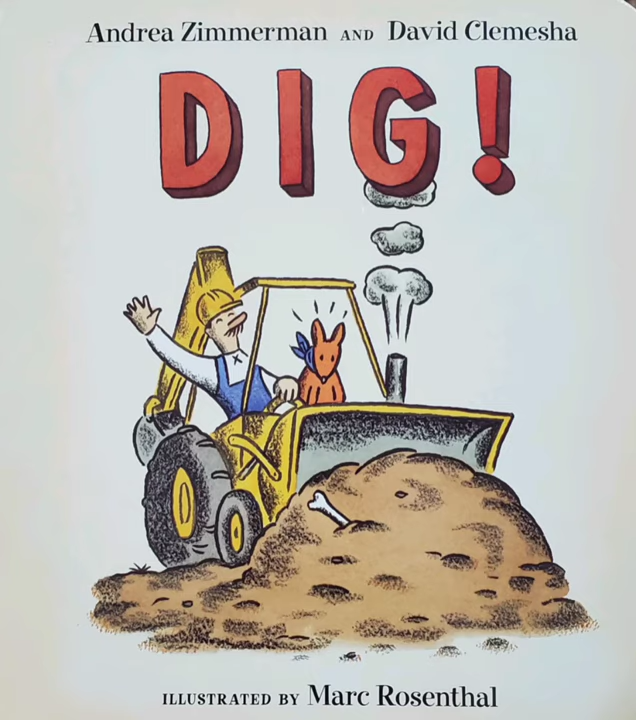 Andrea Zimmerman AND David Clemesha
DIG!
ILLUSTRATED BY Marc Rosenthal